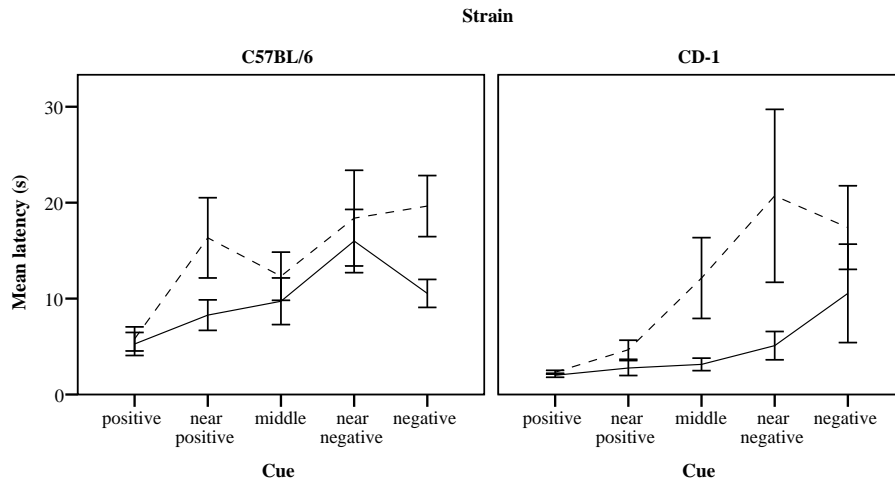 Strain
C57BL/6
CD-1
Mean latency (s)
30
20
10
0
positive
near
positive
middle
near
negative
negative
positive
near
positive
middle
near
negative
negative
Cue
Cue